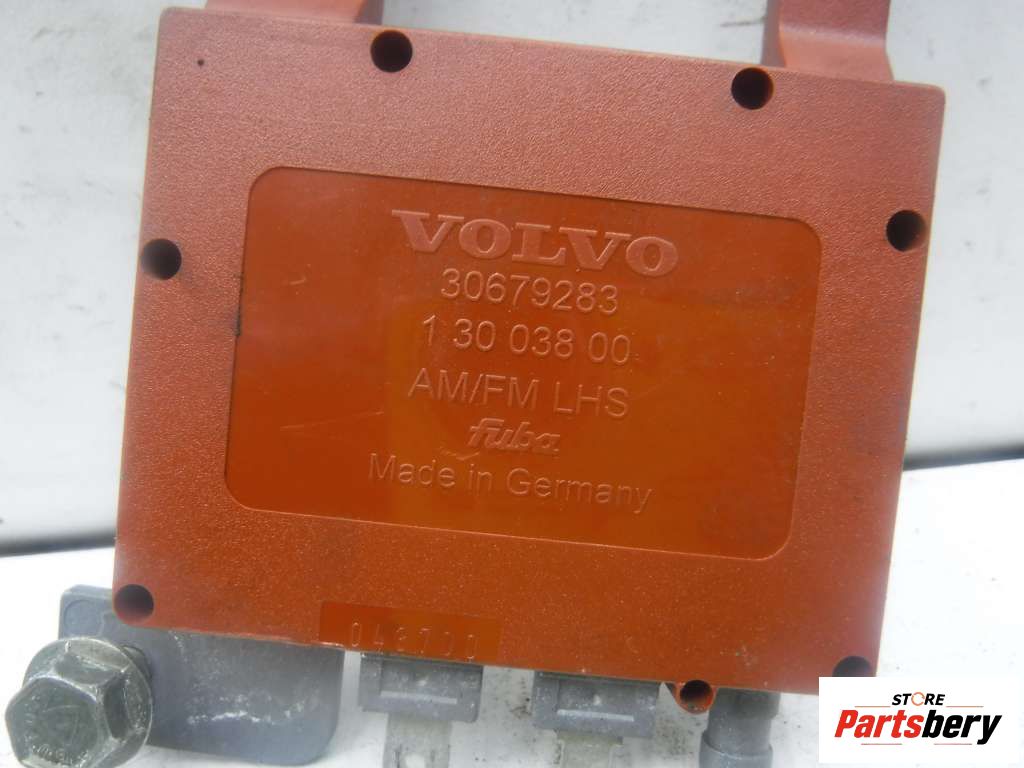 VOLVO
30679283
1 30 038 00
AM/FM LHS
fuba
Made in Germany
STORE
Partsbery